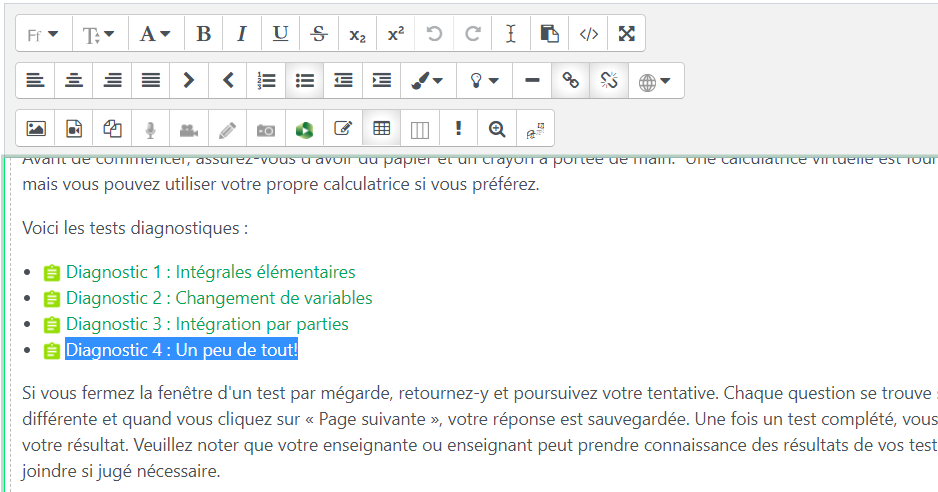 Ff T A B I U S x₂ x² </>
Avant de commencer, assurez-vous d'avoir du papier et un crayon à portée de main. Une calculatrice virtuelle est four
mais vous pouvez utiliser votre propre calculatrice si vous préférez.
Voici les tests diagnostiques :
• Diagnostic 1 : Intégrales élémentaires
• Diagnostic 2 : Changement de variables
• Diagnostic 3 : Intégration par parties
• Diagnostic 4 : Un peu de tout!
Si vous fermez la fenêtre d'un test par mégarde, retournez-y et poursuivez votre tentative. Chaque question se trouve
différente et quand vous cliquez sur « Page suivante », votre réponse est sauvegardée. Une fois un test complété, vous
votre résultat. Veuillez noter que votre enseignante ou enseignant peut prendre connaissance des résultats de vos test
joindre si jugé nécessaire.